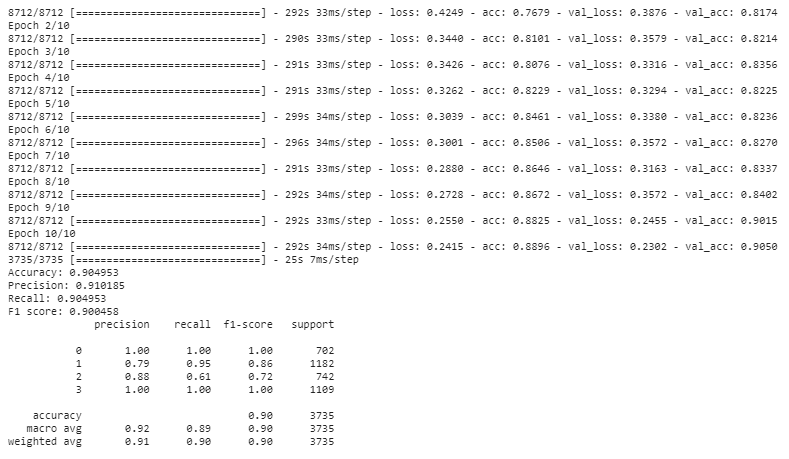 8712/8712 [==============================] - 292s 33ms/step - loss: 0.4249 - acc: 0.7679 - val_loss: 0.3876 - val_acc: 0.8174
Epoch 2/10
8712/8712 [==============================] - 290s 33ms/step - loss: 0.3440 - acc: 0.8101 - val_loss: 0.3579 - val_acc: 0.8214
Epoch 3/10
8712/8712 [==============================] - 291s 33ms/step - loss: 0.3426 - acc: 0.8076 - val_loss: 0.3316 - val_acc: 0.8356
Epoch 4/10
8712/8712 [==============================] - 291s 33ms/step - loss: 0.3262 - acc: 0.8229 - val_loss: 0.3294 - val_acc: 0.8225
Epoch 5/10
8712/8712 [==============================] - 299s 34ms/step - loss: 0.3039 - acc: 0.8461 - val_loss: 0.3380 - val_acc: 0.8236
Epoch 6/10
8712/8712 [==============================] - 296s 34ms/step - loss: 0.3001 - acc: 0.8506 - val_loss: 0.3572 - val_acc: 0.8270
Epoch 7/10
8712/8712 [==============================] - 291s 33ms/step - loss: 0.2880 - acc: 0.8646 - val_loss: 0.3163 - val_acc: 0.8337
Epoch 8/10
8712/8712 [==============================] - 292s 34ms/step - loss: 0.2728 - acc: 0.8672 - val_loss: 0.3572 - val_acc: 0.8402
Epoch 9/10
8712/8712 [==============================] - 292s 33ms/step - loss: 0.2550 - acc: 0.8825 - val_loss: 0.2455 - val_acc: 0.9015
Epoch 10/10
8712/8712 [==============================] - 292s 34ms/step - loss: 0.2415 - acc: 0.8896 - val_loss: 0.2302 - val_acc: 0.9050
3735/3735 [==============================] - 25s 7ms/step
Accuracy: 0.904953
Precision: 0.910185
Recall: 0.904953
F1 score: 0.900458
precision recall f1-score support
0 1.00 1.00 1.00 702
1 0.79 0.95 0.86 1182
2 0.88 0.61 0.72 742
3 1.00 1.00 1.00 1109
accuracy 0.90 3735
macro avg 0.92 0.89 0.90 3735
weighted avg 0.91 0.90 0.90 3735